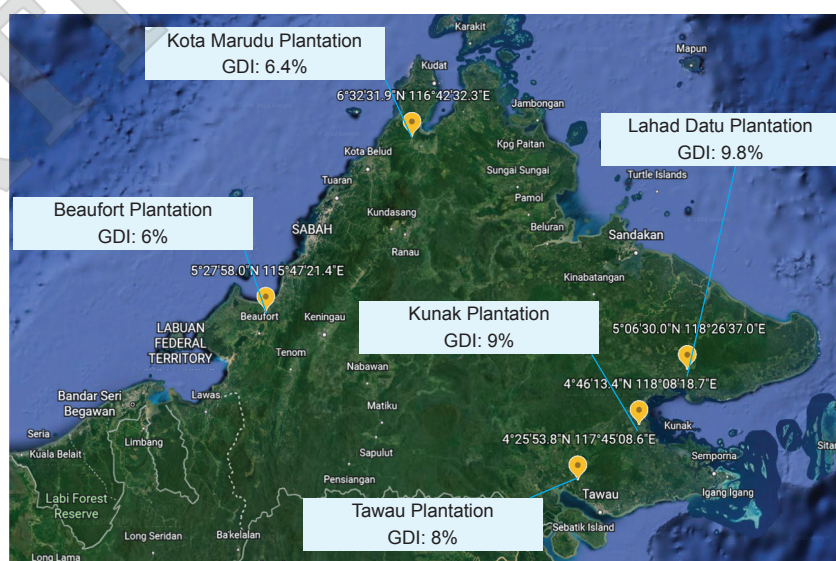 Karakit
Kota Marudu Plantation
GDI: 6.4%
Mapun
Kudat
6°32'31.9"N 116°42'32.3"E
Jambongan
Lahad Datu Plantation
GDI: 9.8%
Kota Belud
Kpg Paitan
Tuaran
Sungai Sungai
Turtle Islands
Pamol
Beaufort Plantation
GDI: 6%
Kundasang
SABAH
Beluran
Sandakan
Ranau
5°27'58.0"N 115°47'21.4"E
Kinabatangan
Beaufort
Keningau
Kunak Plantation
GDI: 9%
5°06'30.0"N 118°26'37.0"E
LABUAN
FEDERAL
TERRITORY
Tenom
Nabawan
4°46'13.4"N 118°08'18.7"E
Bandar Seri
Begawan
Lawas
Matiku
Kunak
Seria
Limbang
4°25'53.8"N 117°45'08.6"E
Kuala Belait
Sapulut
Semporna
Pensiangan
Labi Forest
Reserve
Tawau
Igang Igang
Tawau Plantation
GDI: 8%
Sebatik Island
Long Seridan
Ba'kelalan
Long Lama